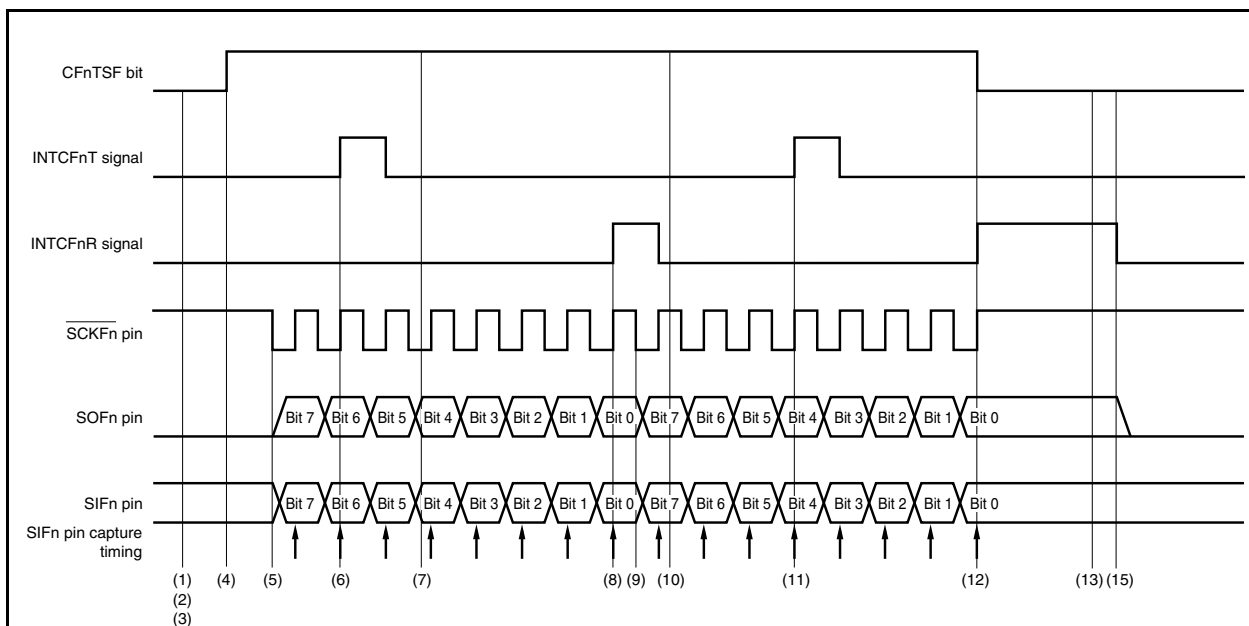 CFnTSF bit
INTCFnT signal
INTCFnR signal
SCKFn pin
SOFn pin
Bit 7 Bit 6 Bit 5 Bit 4 Bit 3 Bit 2 Bit 1 Bit 0 Bit 7 Bit 6 Bit 5 Bit 4 Bit 3 Bit 2 Bit 1 Bit 0
SIFn pin
Bit 7 Bit 6 Bit 5 Bit 4 Bit 3 Bit 2 Bit 1 Bit 0 Bit 7 Bit 6 Bit 5 Bit 4 Bit 3 Bit 2 Bit 1 Bit 0
SIFn pin capture
timing
(1) (4) (5) (6) (7) (8) (9) (10) (11) (12) (13) (15)
(2)
(3)